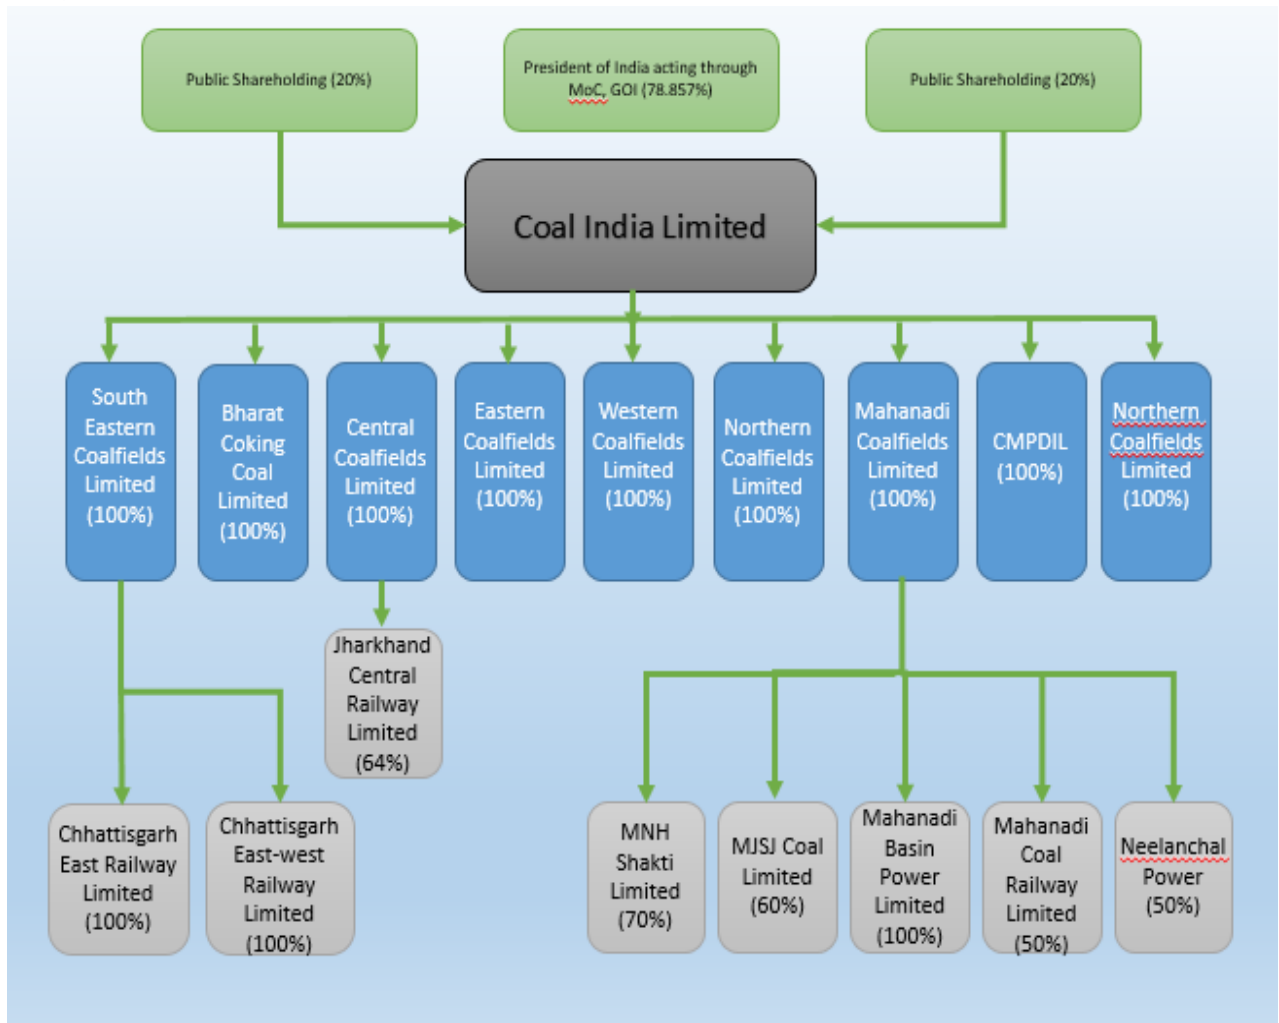 Public Shareholding (20%)
President of India acting through
MoC, GOI (78.857%)
Public Shareholding (20%)
Coal India Limited
South
Eastern
Coalfields
Limited
(100%)
Bharat
Coking
Coal
Limited
(100%)
Central
Coalfields
Limited
(100%)
Eastern
Coalfields
Limited
(100%)
Western
Coalfields
Limited
(100%)
Northern
Coalfields
Limited
(100%)
Mahanadi
Coalfields
Limited
(100%)
CMPDIL
(100%)
Northern
Coalfields
Limited
(100%)
Jharkhand
Central
Railway
Limited
(64%)
Chhattisgarh
East Railway
Limited
(100%)
Chhattisgarh
East-west
Railway
Limited
(100%)
MNH
Shakti
Limited
(70%)
MJSJ Coal
Limited
(60%)
Mahanadi
Basin
Power
Limited
(100%)
Mahanadi
Coal
Railway
Limited
(50%)
Neelanchal
Power
(50%)